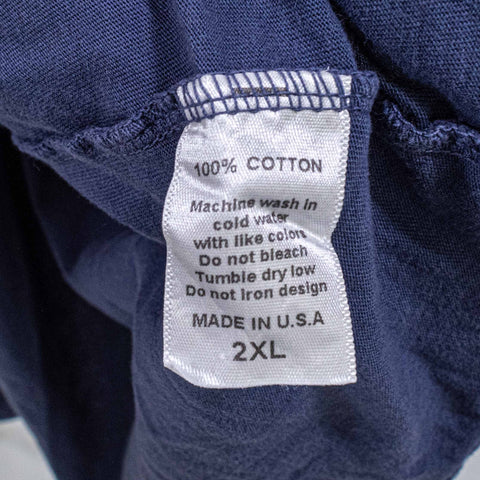 100% COTTON
Machine wash in
cold water
with like colors
Do not bleach
Tumble dry low
Do not Iron design
MADE IN U.S.A
2XL